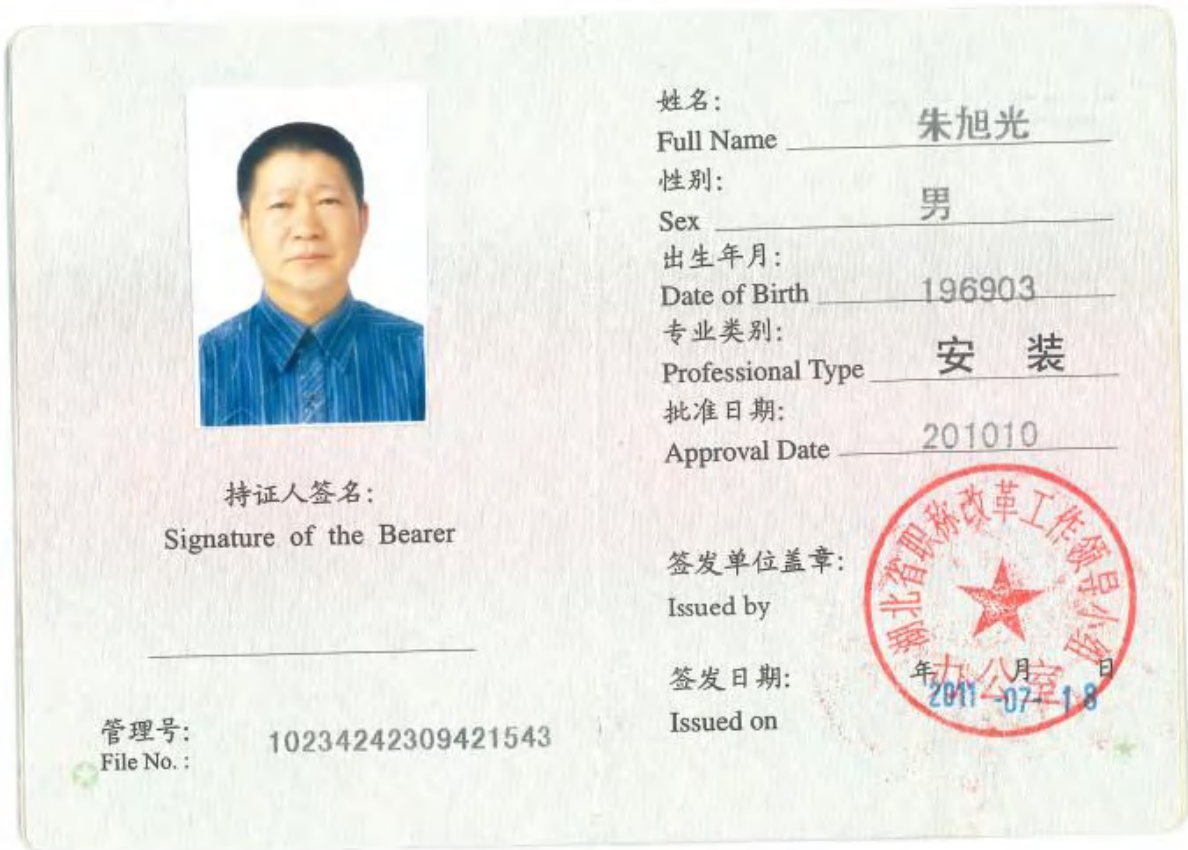 持证人签名:
Signature of the Bearer
管理号:
File No. :
10234242309421543
姓名:
Full Name 朱旭光
性别:
Sex 男
出生年月:
Date of Birth 196903
专业类别:
Professional Type 安 装
批准日期:
Approval Date 201010
签发单位盖章:
Issued by
湖北省职称改革工作领导小组
办公室
签发日期:
年 月 日
2011 -07- 18
Issued on